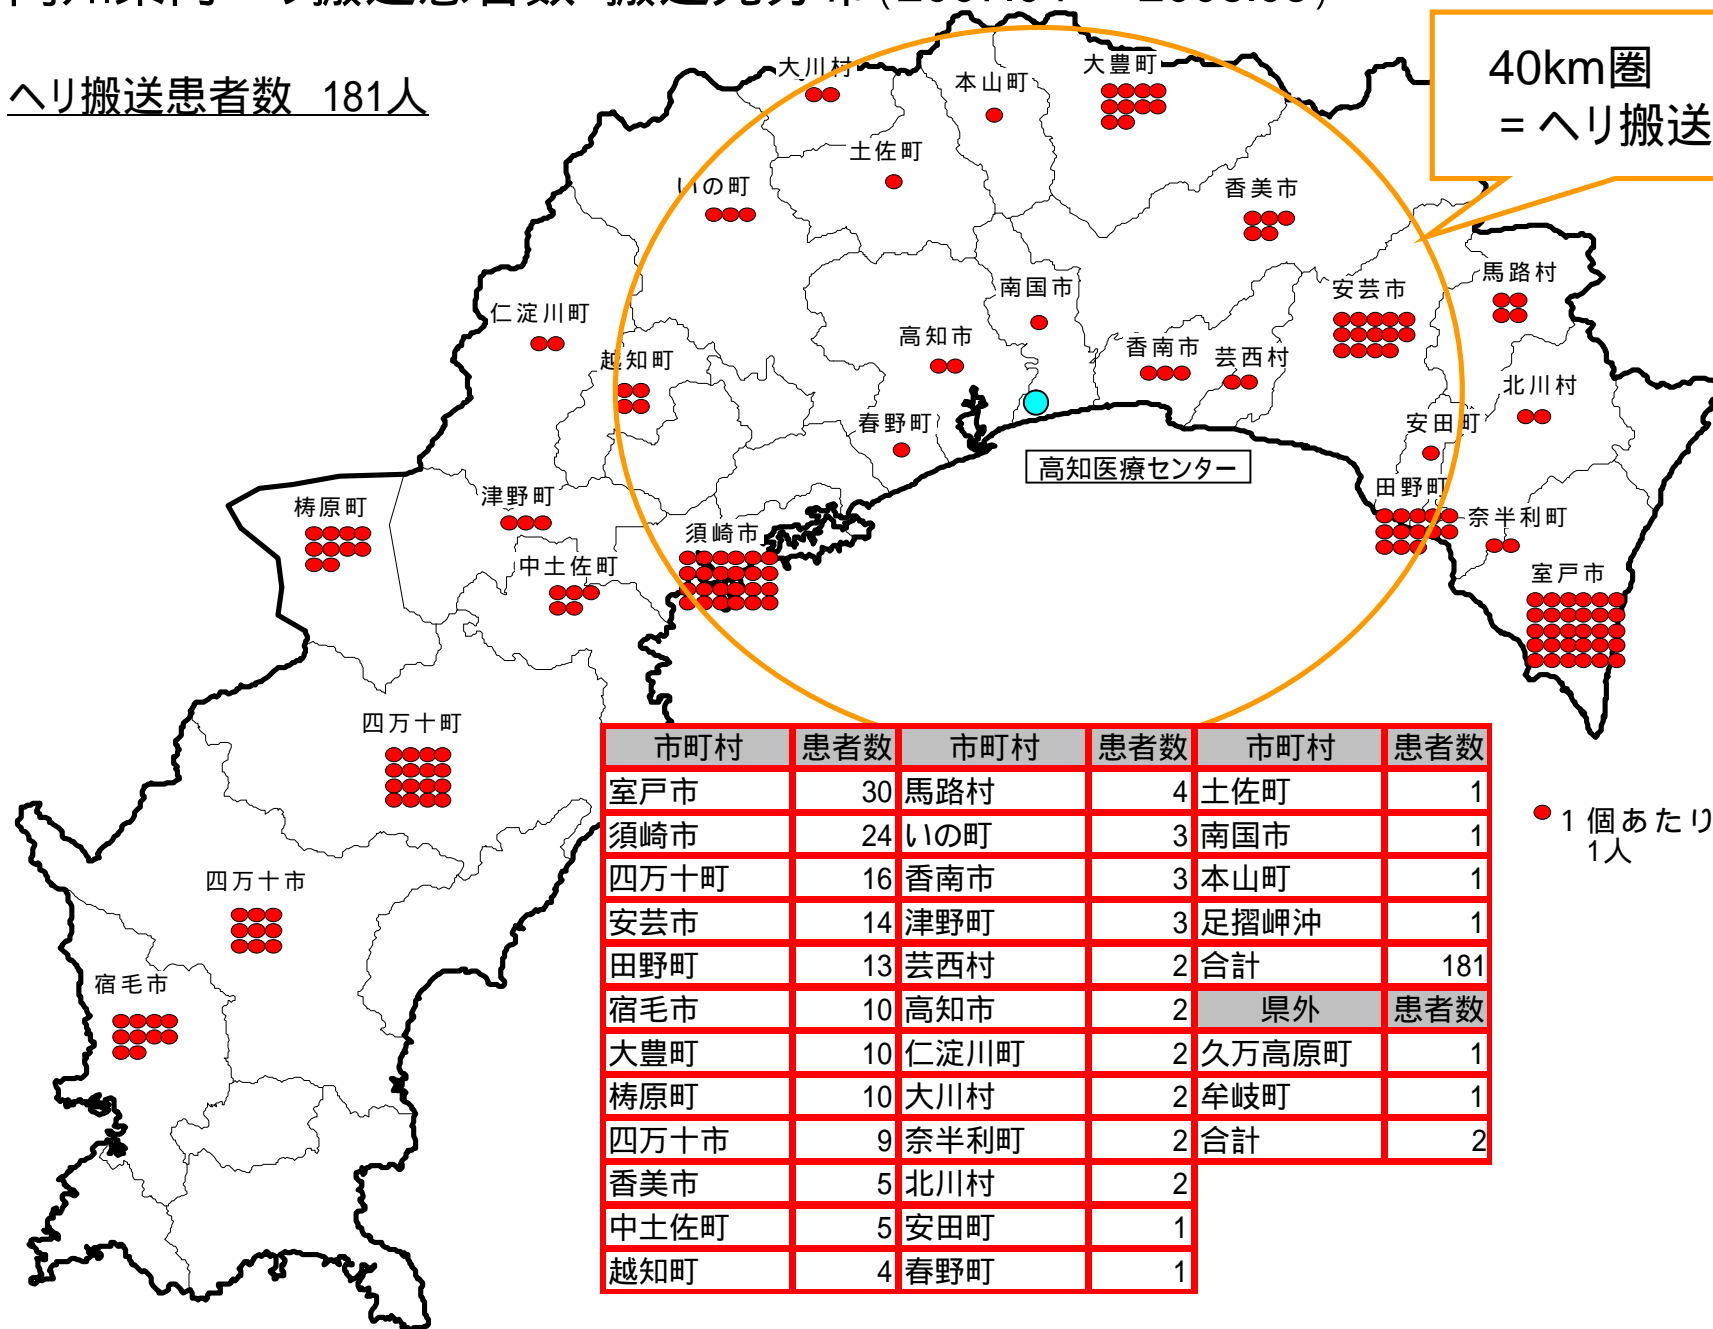 ヘリ搬送患者数 181人
40km圏
= ヘリ搬送
大川村
本山町
大豊町
土佐町
いの町
香美市
仁淀川町
越知町
高知市
南国市
香南市
芸西村
安芸市
馬路村
北川村
安田町
春野町
高知医療センター
田野町
奈半利町
室戸市
梼原町
津野町
須崎市
中土佐町
四万十町
四万十市
宿毛市
1 個あたり
1人
市町村 患者数 市町村 患者数 市町村 患者数
室戸市 30 馬路村 4 土佐町 1
須崎市 24 いの町 3 南国市 1
四万十町 16 香南市 3 本山町 1
安芸市 14 津野町 3 足摺岬沖 1
田野町 13 芸西村 2 合計 181
宿毛市 10 高知市 2 県外 患者数
大豊町 10 仁淀川町 2 久万高原町 1
梼原町 10 大川村 2 牟岐町 1
四万十市 9 奈半利町 2 合計 2
香美市 5 北川村 2
中土佐町 5 安田町 1
越知町 4 春野町 1